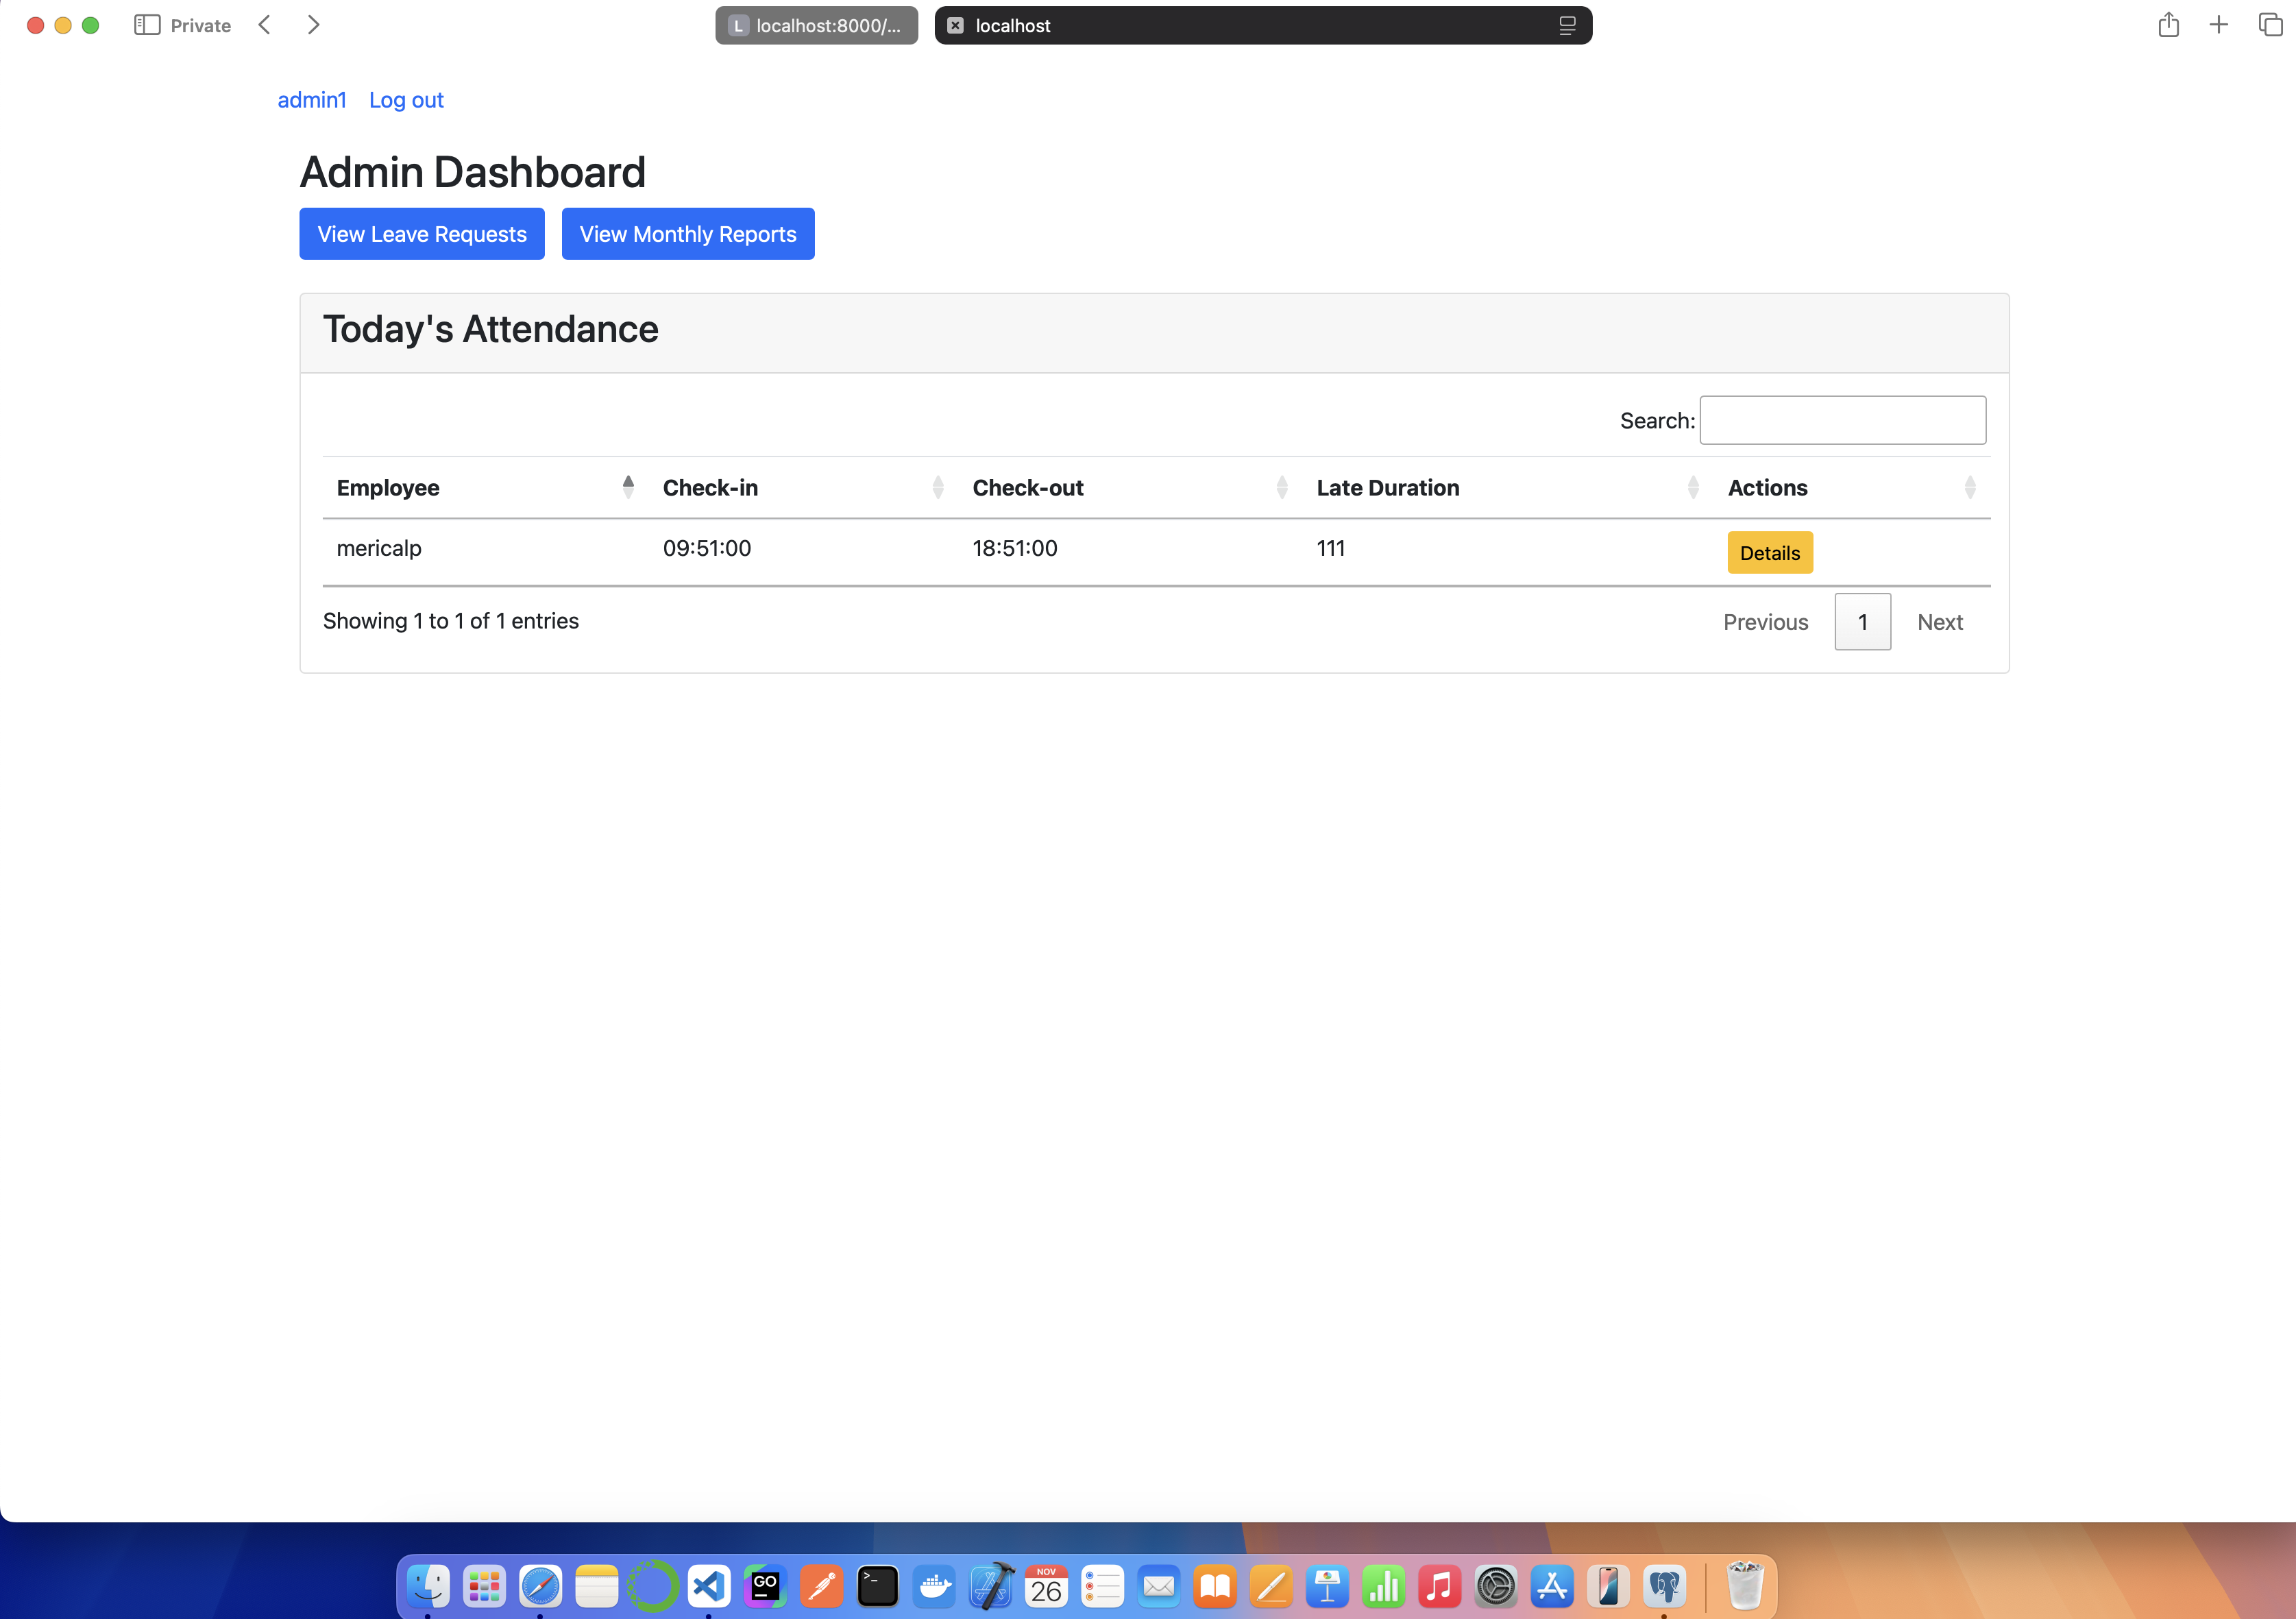 Private
L localhost:8000/...
localhost
admin1 Log out
Admin Dashboard
View Leave Requests View Monthly Reports
Today's Attendance
Search:
Employee Check-in Check-out Late Duration Actions
mericalp 09:51:00 18:51:00 111 Details
Showing 1 to 1 of 1 entries
Previous 1 Next
GO
>_
NOV
26